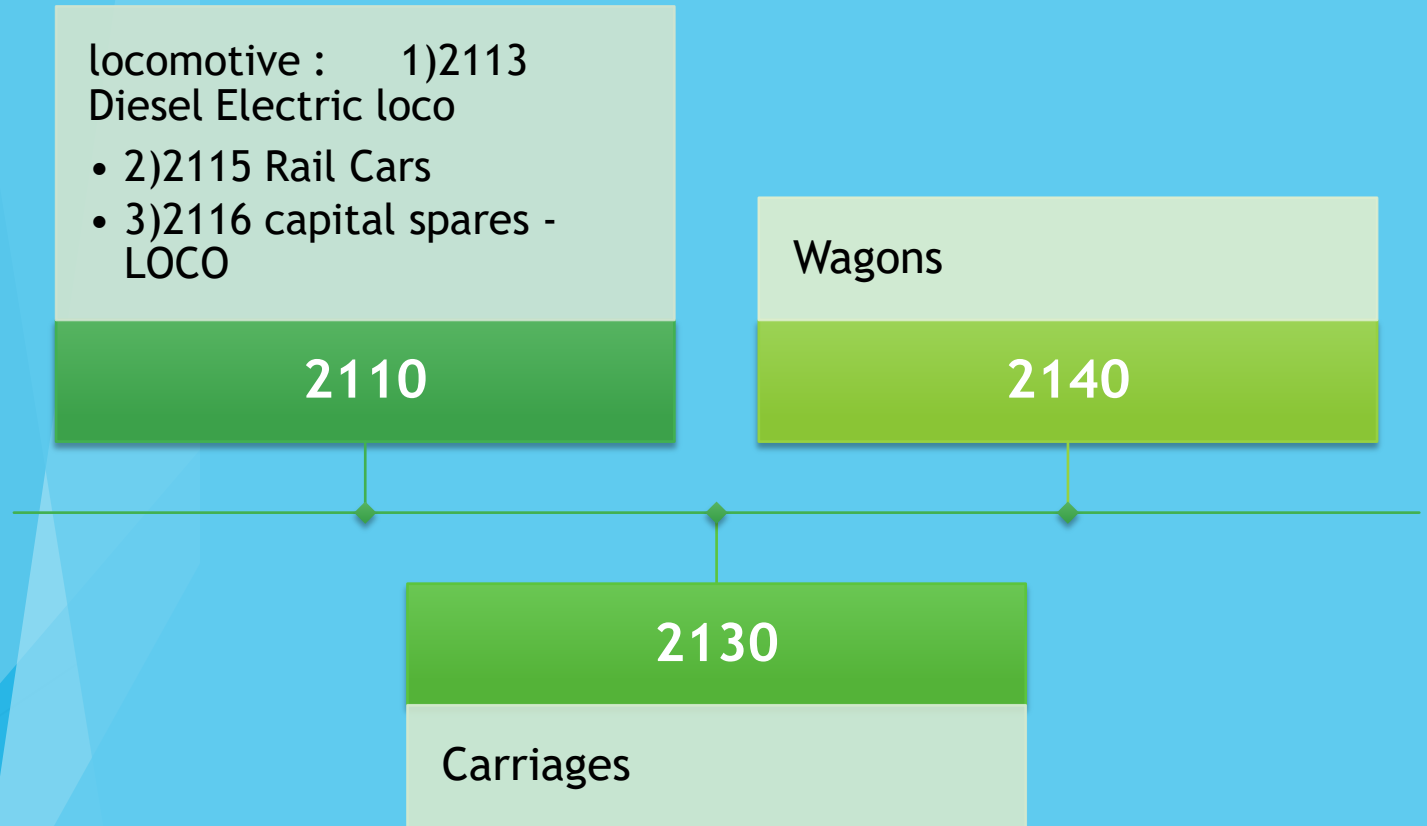 locomotive :      1)2113
Diesel Electric loco
• 2)2115 Rail Cars
• 3)2116 capital spares -
LOCO
2110
Wagons
2140
2130
Carriages